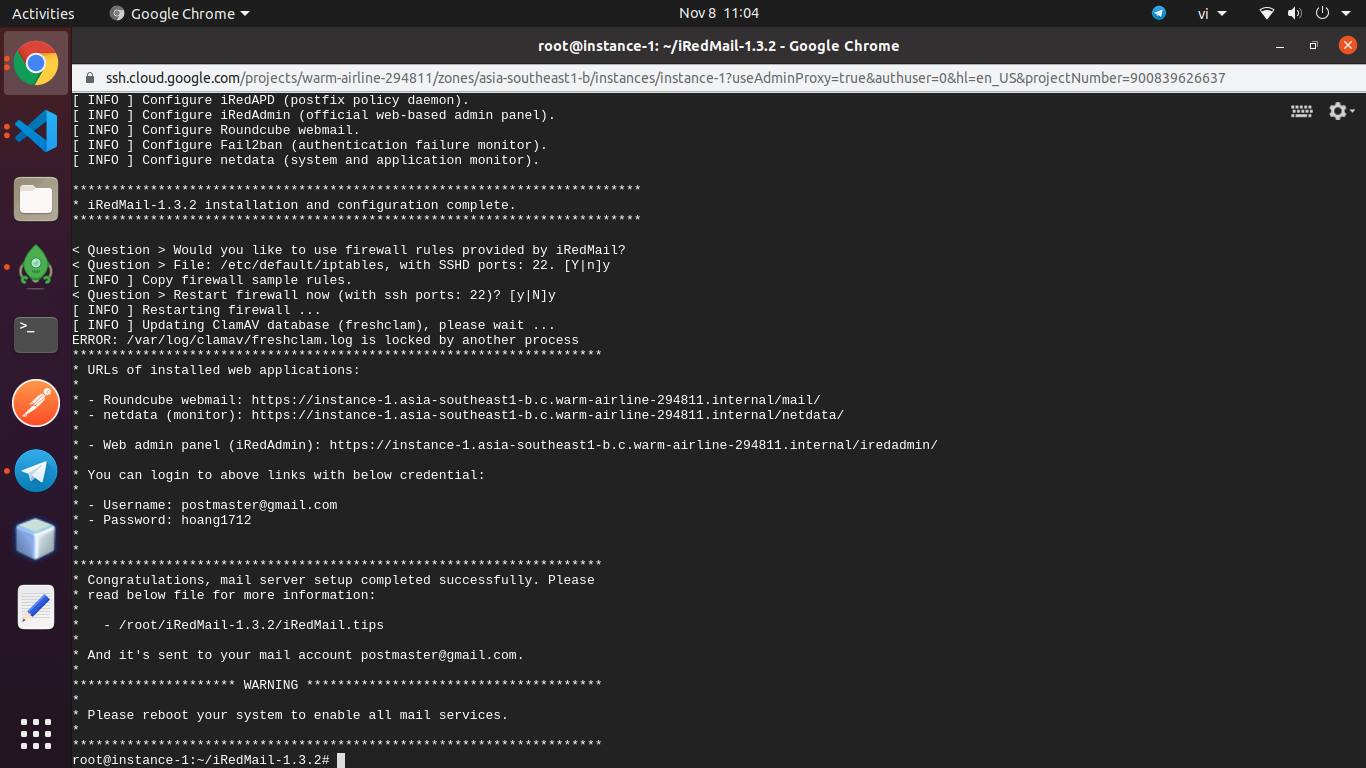 Activities
Google Chrome
Nov 8 11:04
vi
root@instance-1: ~/iRedMail-1.3.2 - Google Chrome
ssh.cloud.google.com/projects/warm-airline-294811/zones/asia-southeast1-b/instances/instance-1?useAdminProxy=true&authuser=0&hl=en_US&projectNumber=900839626637
[ INFO ] Configure iRedAPD (postfix policy daemon).
[ INFO ] Configure iRedAdmin (official web-based admin panel).
[ INFO ] Configure Roundcube webmail.
[ INFO ] Configure Fail2ban (authentication failure monitor).
[ INFO ] Configure netdata (system and application monitor).
*************************************************************************
* iRedMail-1.3.2 installation and configuration complete.
*************************************************************************
< Question > Would you like to use firewall rules provided by iRedMail?
< Question > File: /etc/default/iptables, with SSHD ports: 22. [Y|n]y
[ INFO ] Copy firewall sample rules.
< Question > Restart firewall now (with ssh ports: 22)? [y|N]y
[ INFO ] Restarting firewall ...
[ INFO ] Updating ClamAV database (freshclam), please wait ...
ERROR: /var/log/clamav/freshclam.log is locked by another process
********************************************************************
* URLs of installed web applications:
*
* - Roundcube webmail: https://instance-1.asia-southeast1-b.c.warm-airline-294811.internal/mail/
* - netdata (monitor): https://instance-1.asia-southeast1-b.c.warm-airline-294811.internal/netdata/
*
* - Web admin panel (iRedAdmin): https://instance-1.asia-southeast1-b.c.warm-airline-294811.internal/iredadmin/
*
* You can login to above links with below credential:
*
* - Username: postmaster@gmail.com
* - Password: hoang1712
*
*
********************************************************************
* Congratulations, mail server setup completed successfully. Please
* read below file for more information:
*
*   - /root/iRedMail-1.3.2/iRedMail.tips
*
* And it's sent to your mail account postmaster@gmail.com.
*
********************* WARNING **************************************
*
* Please reboot your system to enable all mail services.
*
********************************************************************
root@instance-1:~/iRedMail-1.3.2#
>_